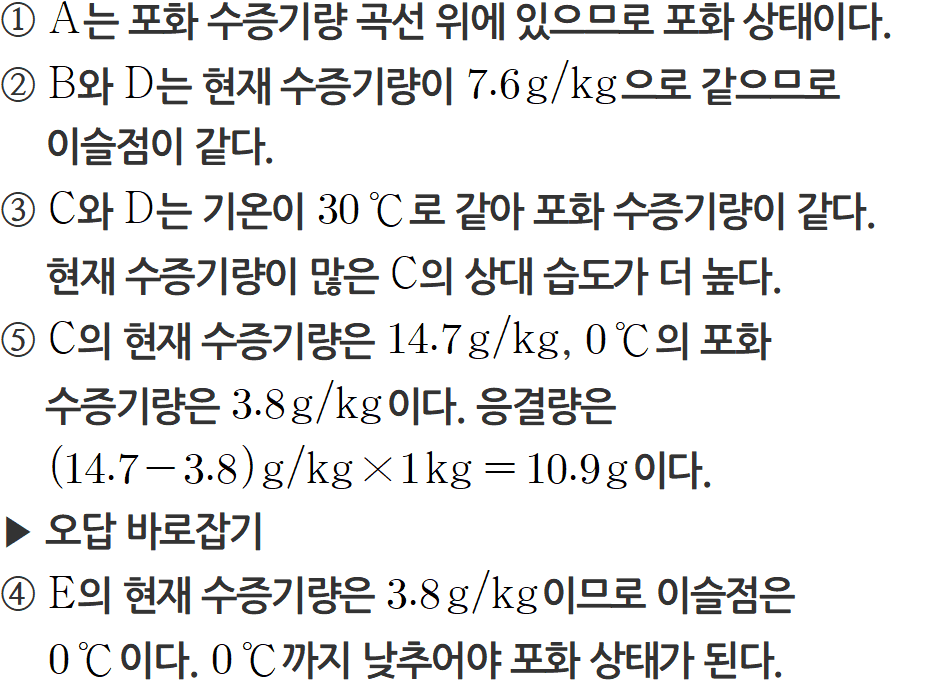 ① A는 포화 수증기량 곡선 위에 있으므로 포화 상태이다.
② B와 D는 현재 수증기량이 7.6 g/kg으로 같으므로
이슬점이 같다.
③ C와 D는 기온이 30 ℃로 같아 포화 수증기량이 같다.
현재 수증기량이 많은 C의 상대 습도가 더 높다.
⑤ C의 현재 수증기량은 14.7 g/kg, 0 ℃의 포화
수증기량은 3.8 g/kg이다. 응결량은
(14.7－3.8) g/kg×1 kg＝10.9 g이다.
▶ 오답 바로잡기
④ E의 현재 수증기량은 3.8 g/kg이므로 이슬점은
0 ℃이다. 0 ℃까지 낮추어야 포화 상태가 된다.